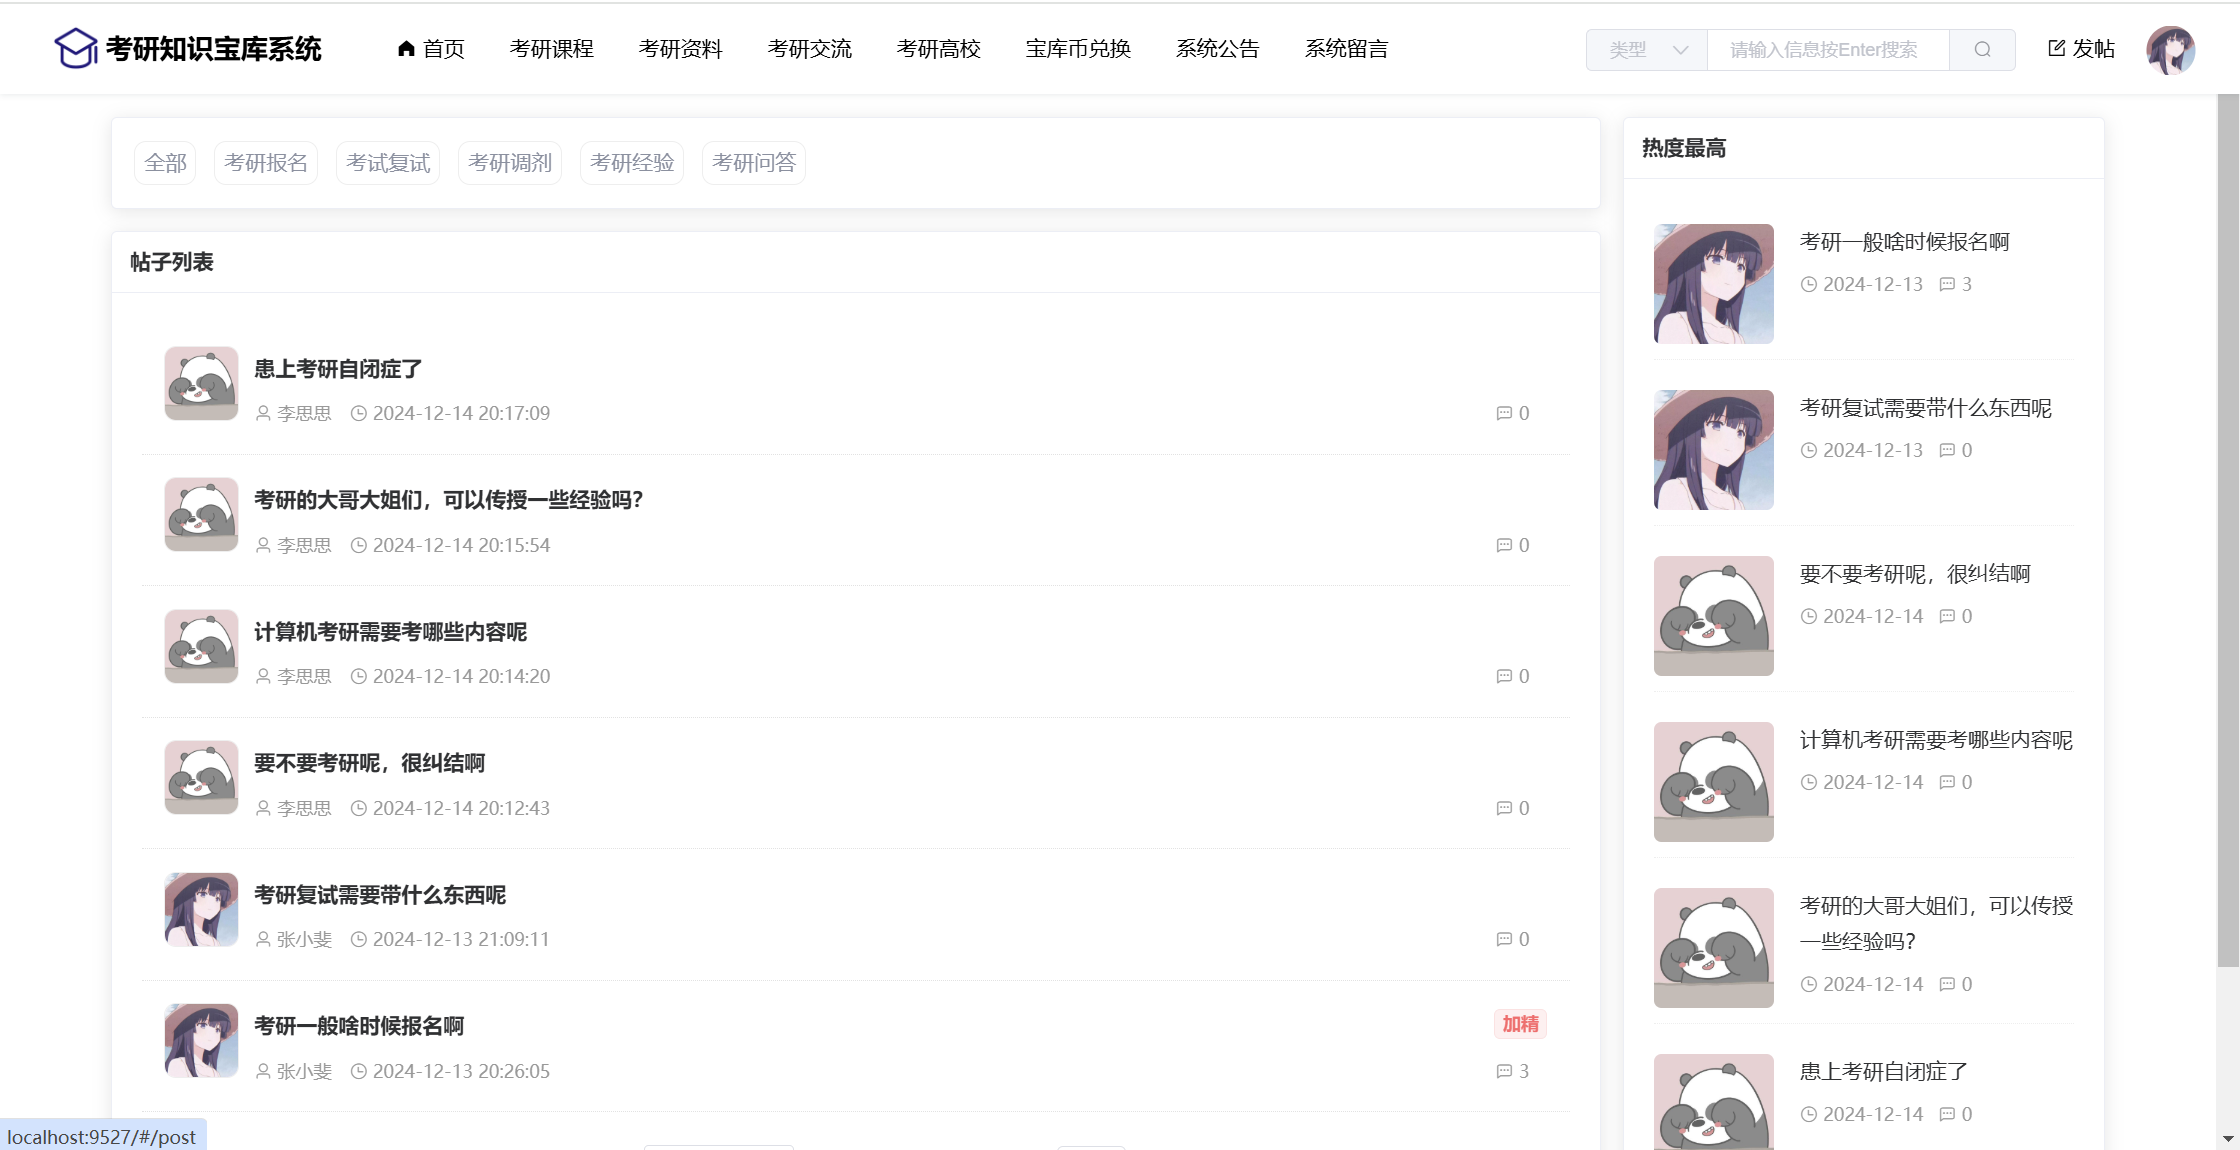 考研知识宝库系统
首页
考研课程
考研资料
考研交流
考研高校
宝库币兑换
系统公告
系统留言
类型
请输入信息按Enter搜索
发帖
全部
考研报名
考试复试
考研调剂
考研经验
考研问答
帖子列表
患上考研自闭症了
李思思 2024-12-14 20:17:09
0
考研的大哥大姐们，可以传授一些经验吗？
李思思 2024-12-14 20:15:54
0
计算机考研需要考哪些内容呢
李思思 2024-12-14 20:14:20
0
要不要考研呢，很纠结啊
李思思 2024-12-14 20:12:43
0
考研复试需要带什么东西呢
张小斐 2024-12-13 21:09:11
0
考研一般啥时候报名啊
加精
张小斐 2024-12-13 20:26:05
3
热度最高
考研一般啥时候报名啊
2024-12-13 3
考研复试需要带什么东西呢
2024-12-13 0
要不要考研呢，很纠结啊
2024-12-14 0
计算机考研需要考哪些内容呢
2024-12-14 0
考研的大哥大姐们，可以传授
一些经验吗？
2024-12-14 0
患上考研自闭症了
2024-12-14 0
localhost:9527/#/post